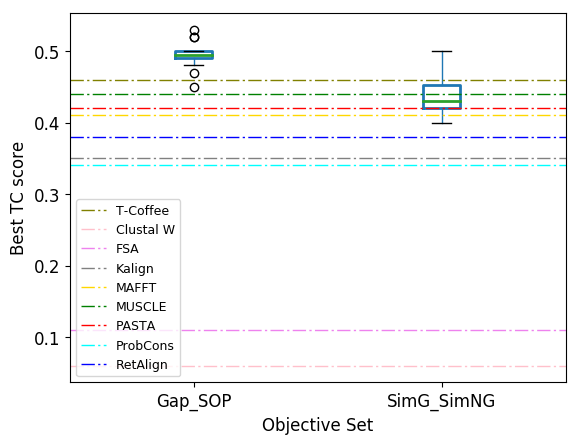 Best TC score
0.5
0.4
0.3
0.2
0.1
T-Coffee
Clustal W
FSA
Kalign
MAFFT
MUSCLE
PASTA
ProbCons
RetAlign
Gap_SOP
SimG_SimNG
Objective Set